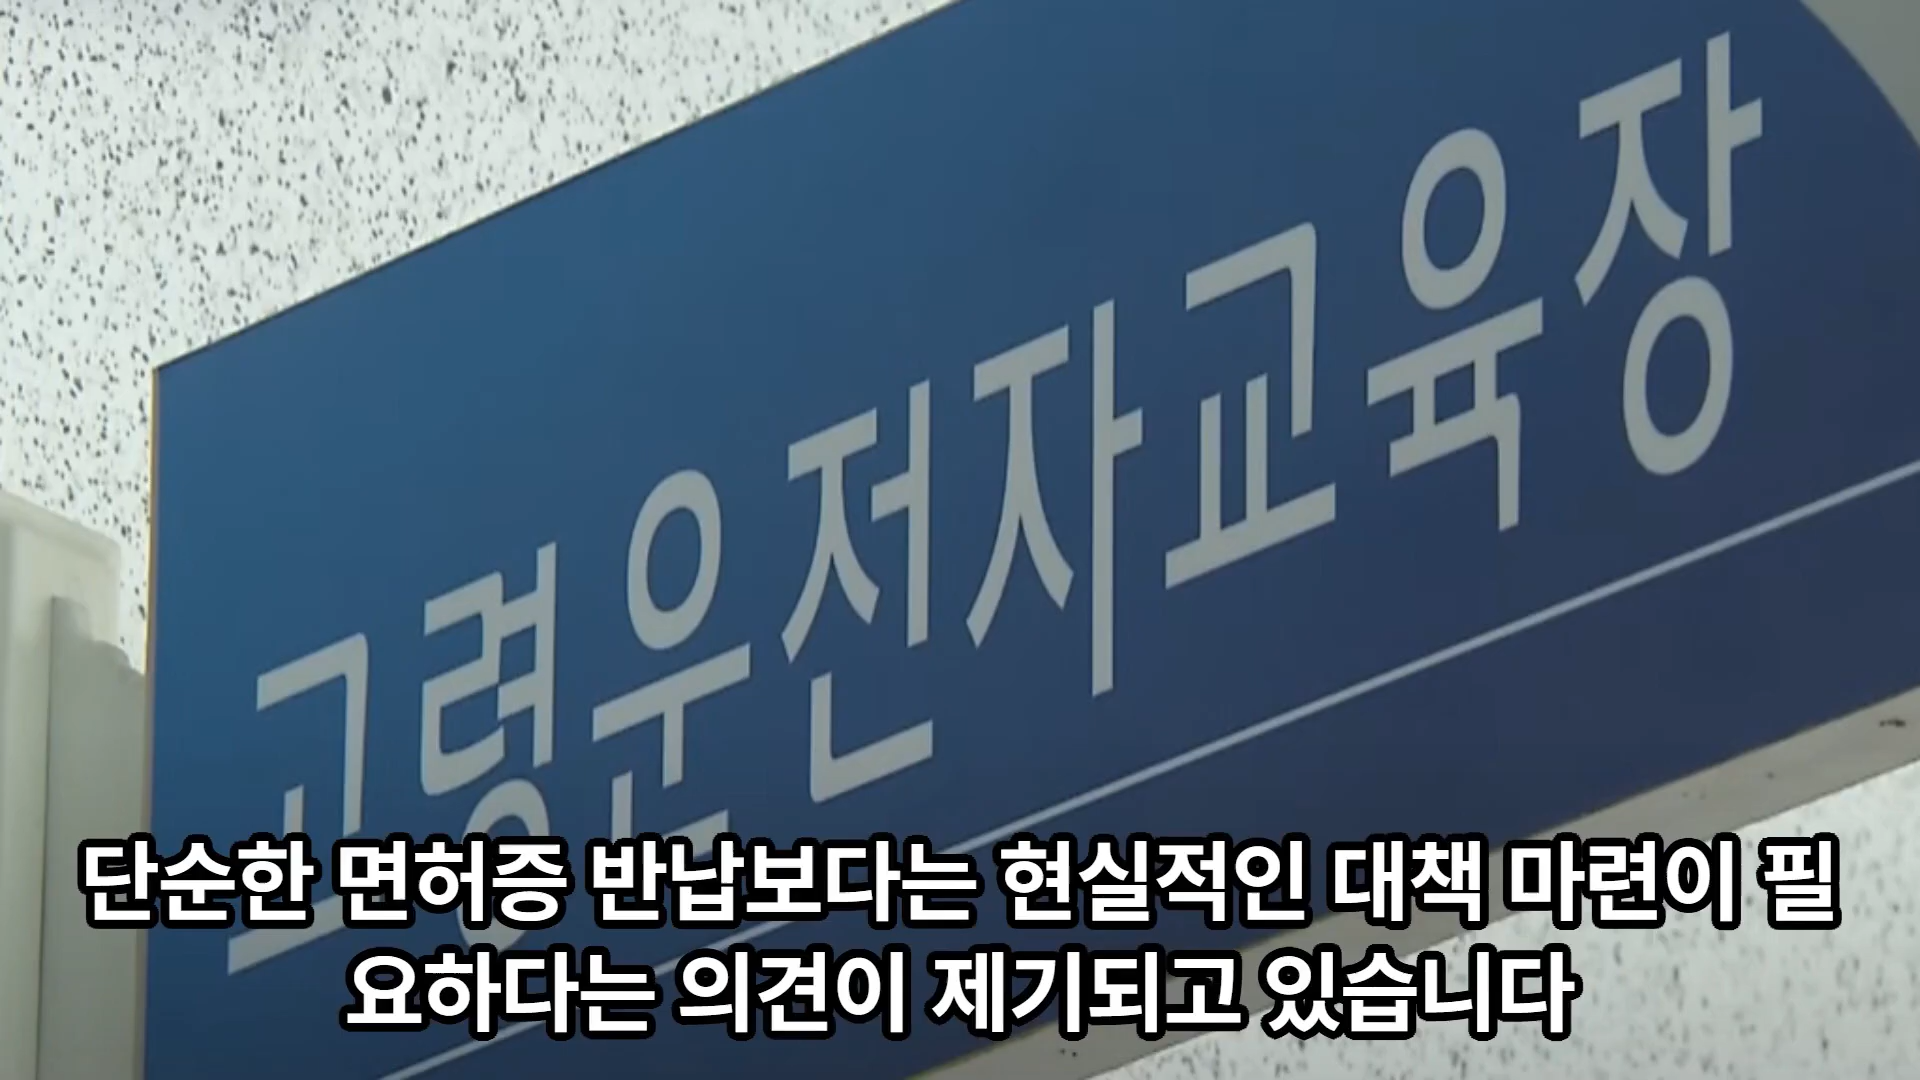 고령운전자교육장
단순한 면허증 반납보다는 현실적인 대책 마련이 필
요하다는 의견이 제기되고 있습니다